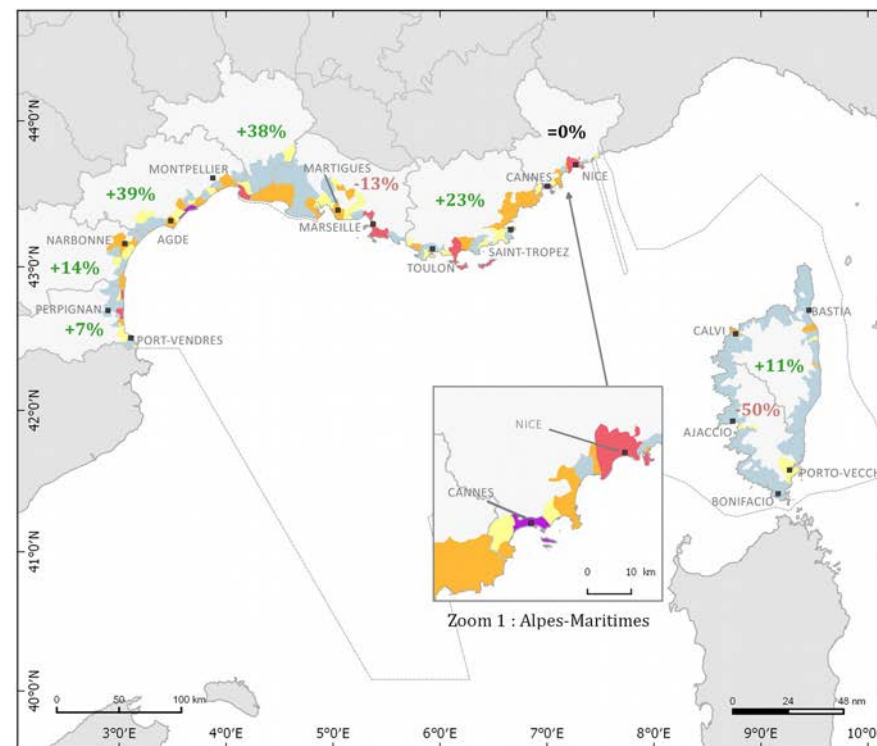 44°0'N
43°0'N
42°0'N
41°0'N
40°0'N
+38%
=0%
MONTPELLIER
MARTIGUES
-13%
CANNES
NICE
+39%
+23%
NARBONNE
AGDE
MARSEILLE
SAINT-TROPEZ
+14%
TOULON
PERPIGNAN
+7%
PORT-VENDRES
BASTIA
CALVI
+11%
-50%
AJACCIO
PORTO-VECCH
BONIFACIO
NICE
CANNES
0 10 km
Zoom 1 : Alpes-Maritimes
0 50 100 km
0 24 48 nm
3°0'E 4°0'E 5°0'E 6°0'E 7°0'E 8°0'E 9°0'E 10°0'